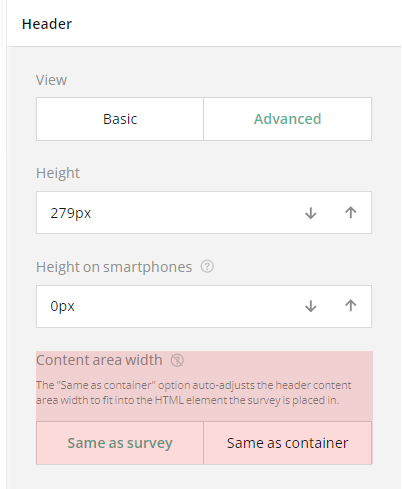 Header
View
Basic Advanced
Height
279px
Height on smartphones
0px
Content area width
The "Same as container" option auto-adjusts the header content
area width to fit into the HTML element the survey is placed in.
Same as survey Same as container